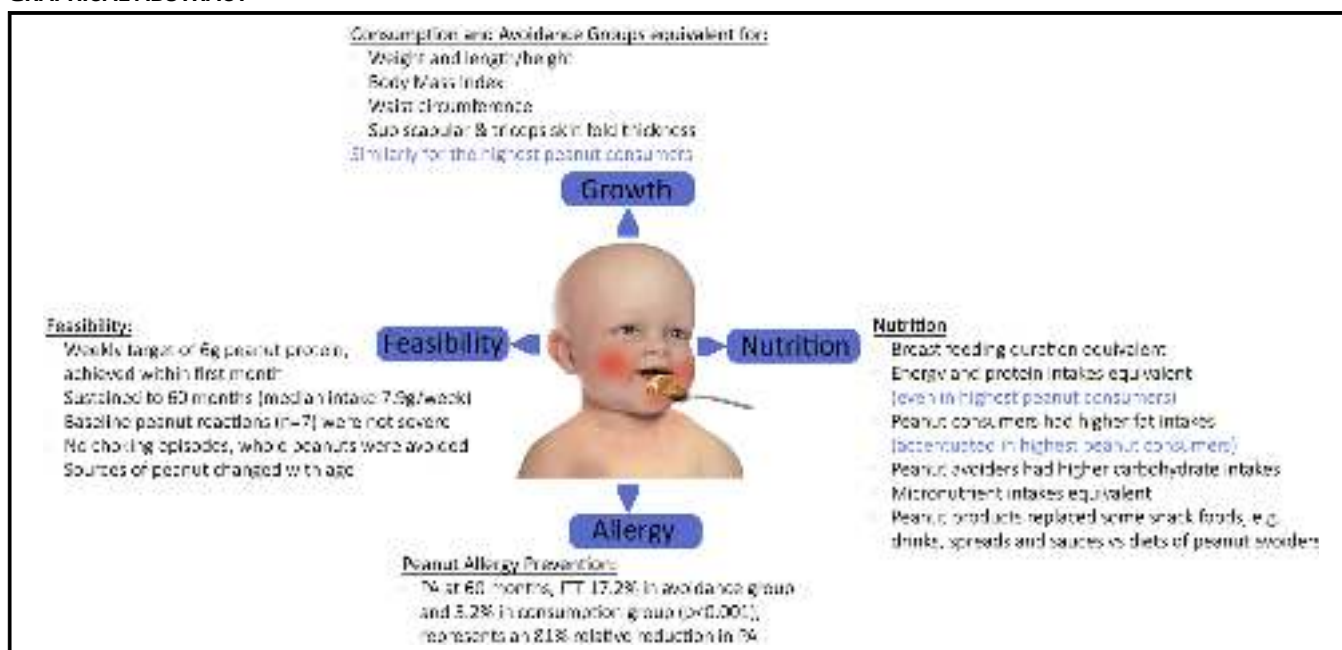 GRAPHICAL ABSTRACT
Consumption and Avoidance Groups equivalent for:
Weight and length/height
Body Mass Index
Waist circumference
Sub scapular & triceps skin fold thickness
Similarly for the highest peanut consumers
Growth
Feasibility:
Weekly target of 6g peanut protein,
achieved within first month
Sustained to 60 months (median intake 7.9g/week)
Baseline peanut reactions (n=7) were not severe
No choking episodes, whole peanuts were avoided
Sources of peanut changed with age
Feasibility
Nutrition
Nutrition
Breast feeding duration equivalent
Energy and protein intakes equivalent
(even in highest peanut consumers)
Peanut consumers had higher fat intakes
(accentuated in highest peanut consumers)
Peanut avoiders had higher carbohydrate intakes
Micronutrient intakes equivalent
Peanut products replaced some snack foods, e.g.
drinks, spreads and sauces vs diets of peanut avoiders
Allergy
Peanut Allergy Prevention:
PA at 60 months, ITT 17.2% in avoidance group
and 3.2% in consumption group (p<0.001),
represents an 81% relative reduction in PA